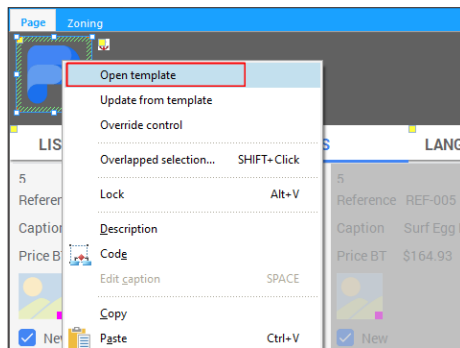 Page Zoning
Open template
Update from template
Override control
LIS S LANG
Overlapped selection... SHIFT+Click
5 5
Lock Alt+V
Referen Reference REF-005
Description
Caption Caption Surf Egg
Code
Price BT Price BT $164.93
Edit caption SPACE
Copy
New Paste Ctrl+V New